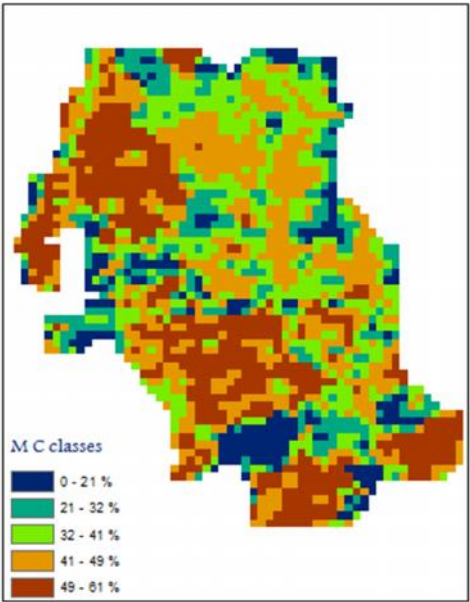 M C classes
0 - 21 %
21 - 32 %
32 - 41 %
41 - 49 %
49 - 61 %